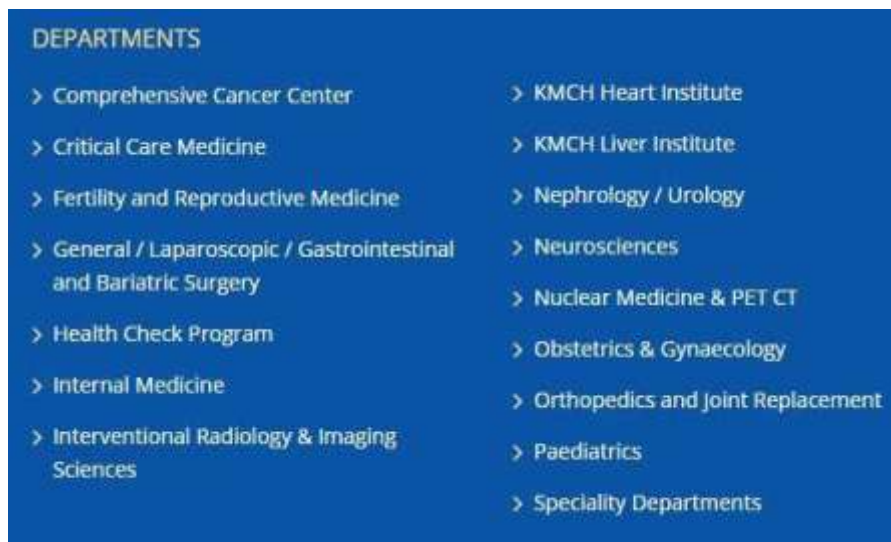 DEPARTMENTS
Comprehensive Cancer Center
Critical Care Medicine
Fertility and Reproductive Medicine
General / Laparoscopic / Gastrointestinal
and Bariatric Surgery
Health Check Program
Internal Medicine
Interventional Radiology & Imaging
Sciences
KMCH Heart Institute
KMCH Liver Institute
Nephrology / Urology
Neurosciences
Nuclear Medicine & PET CT
Obstetrics & Gynaecology
Orthopedics and Joint Replacement
Paediatrics
Speciality Departments